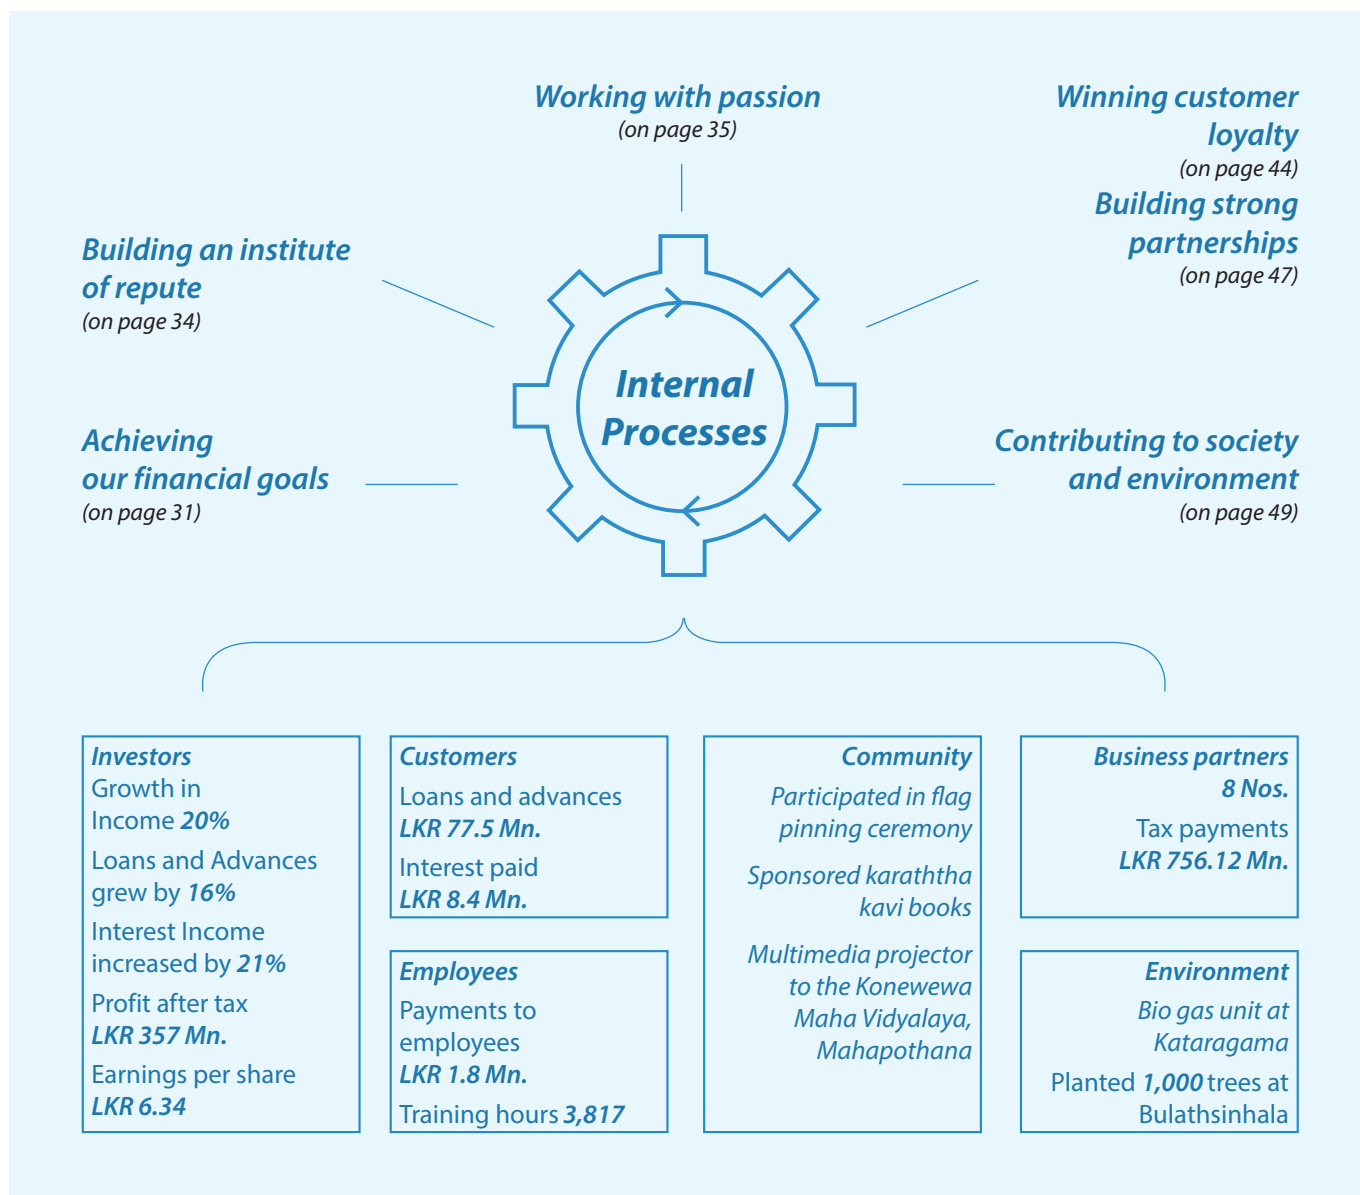 Working with passion
(on page 35)
Winning customer
loyalty
(on page 44)
Building strong
partnerships
(on page 47)
Building an institute
of repute
(on page 34)
Internal
Processes
Achieving
our financial goals
(on page 31)
Contributing to society
and environment
(on page 49)
Investors
Growth in
Income 20%
Loans and Advances
grew by 16%
Interest Income
increased by 21%
Profit after tax
LKR 357 Mn.
Earnings per share
LKR 6.34
Customers
Loans and advances
LKR 77.5 Mn.
Interest paid
LKR 8.4 Mn.
Employees
Payments to
employees
LKR 1.8 Mn.
Training hours 3,817
Community
Participated in flag
pinning ceremony
Sponsored karaththa
kavi books
Multimedia projector
to the Konewewa
Maha Vidyalaya,
Mahapothana
Business partners
8 Nos.
Tax payments
LKR 756.12 Mn.
Environment
Bio gas unit at
Kataragama
Planted 1,000 trees at
Bulathsinhala